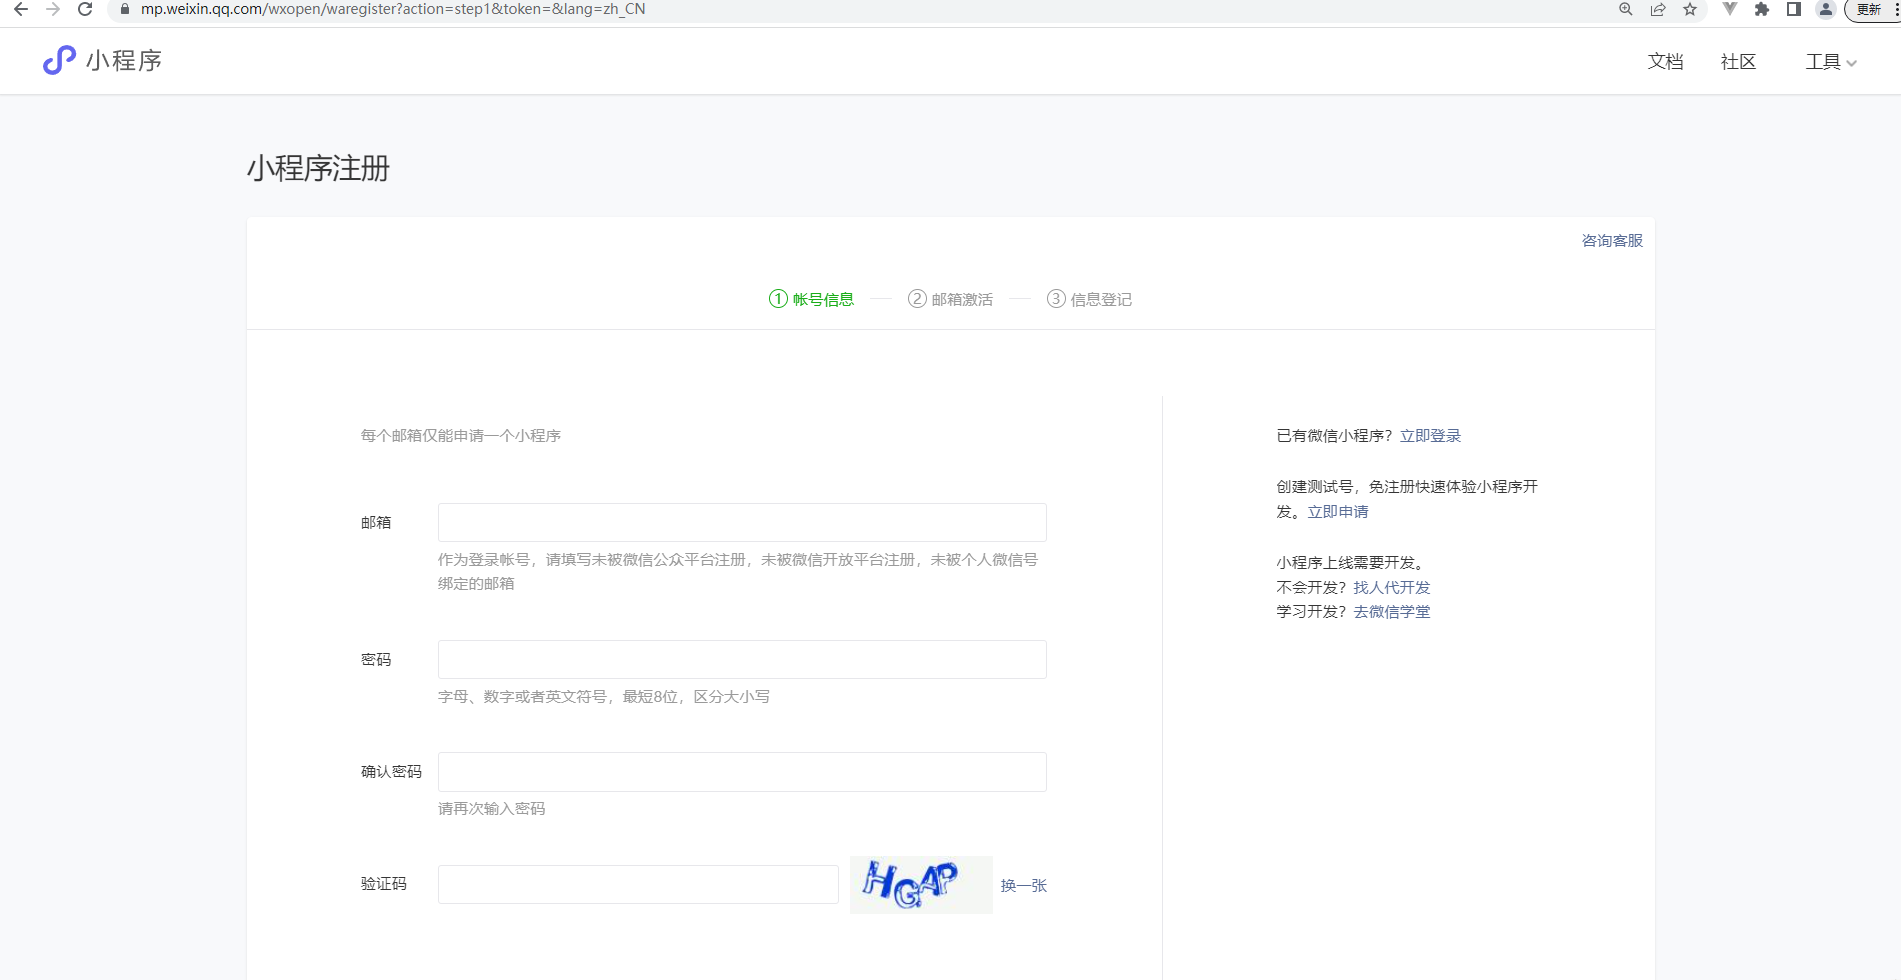 mp.weixin.qq.com/wxopen/waregister?action=step1&token=&lang=zh_CN
更新
小程序
文档
社区
工具
小程序注册
咨询客服
1 帐号信息
2 邮箱激活
3 信息登记
每个邮箱仅能申请一个小程序
邮箱
作为登录帐号，请填写未被微信公众平台注册，未被微信开放平台注册，未被个人微信号
绑定的邮箱
密码
字母、数字或者英文符号，最短8位，区分大小写
确认密码
请再次输入密码
验证码
HGAP
换一张
已有微信小程序？立即登录
创建测试号，免注册快速体验小程序开
发。立即申请
小程序上线需要开发。
不会开发？找人代开发
学习开发？去微信学堂